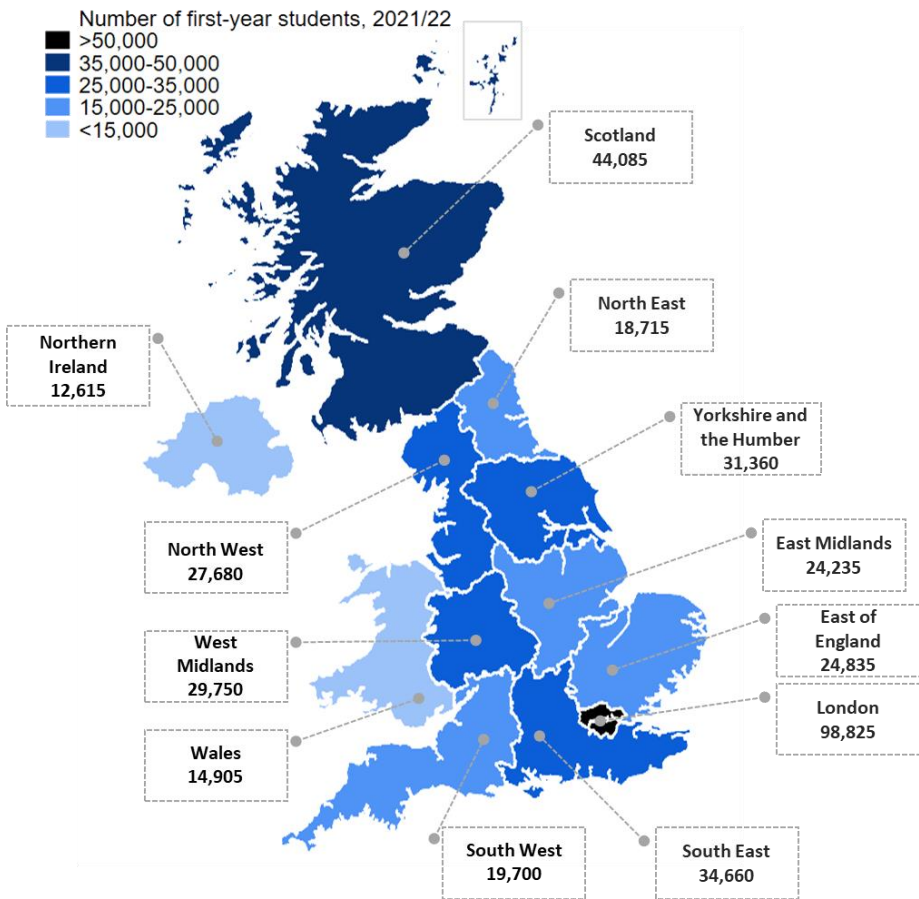 Number of first-year students, 2021/22
>50,000
35,000-50,000
25,000-35,000
15,000-25,000
<15,000
Scotland
44,085
North East
18,715
Northern
Ireland
12,615
Yorkshire and
the Humber
31,360
North West
27,680
East Midlands
24,235
West
Midlands
29,750
East of
England
24,835
London
98,825
Wales
14,905
South West
19,700
South East
34,660